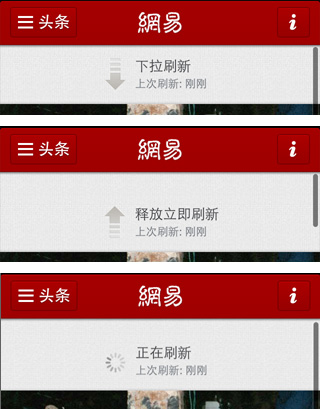 头条 網易 i
下拉刷新
上次刷新: 刚刚
头条 網易 i
释放立即刷新
上次刷新: 刚刚
头条 網易 i
正在刷新
上次刷新: 刚刚